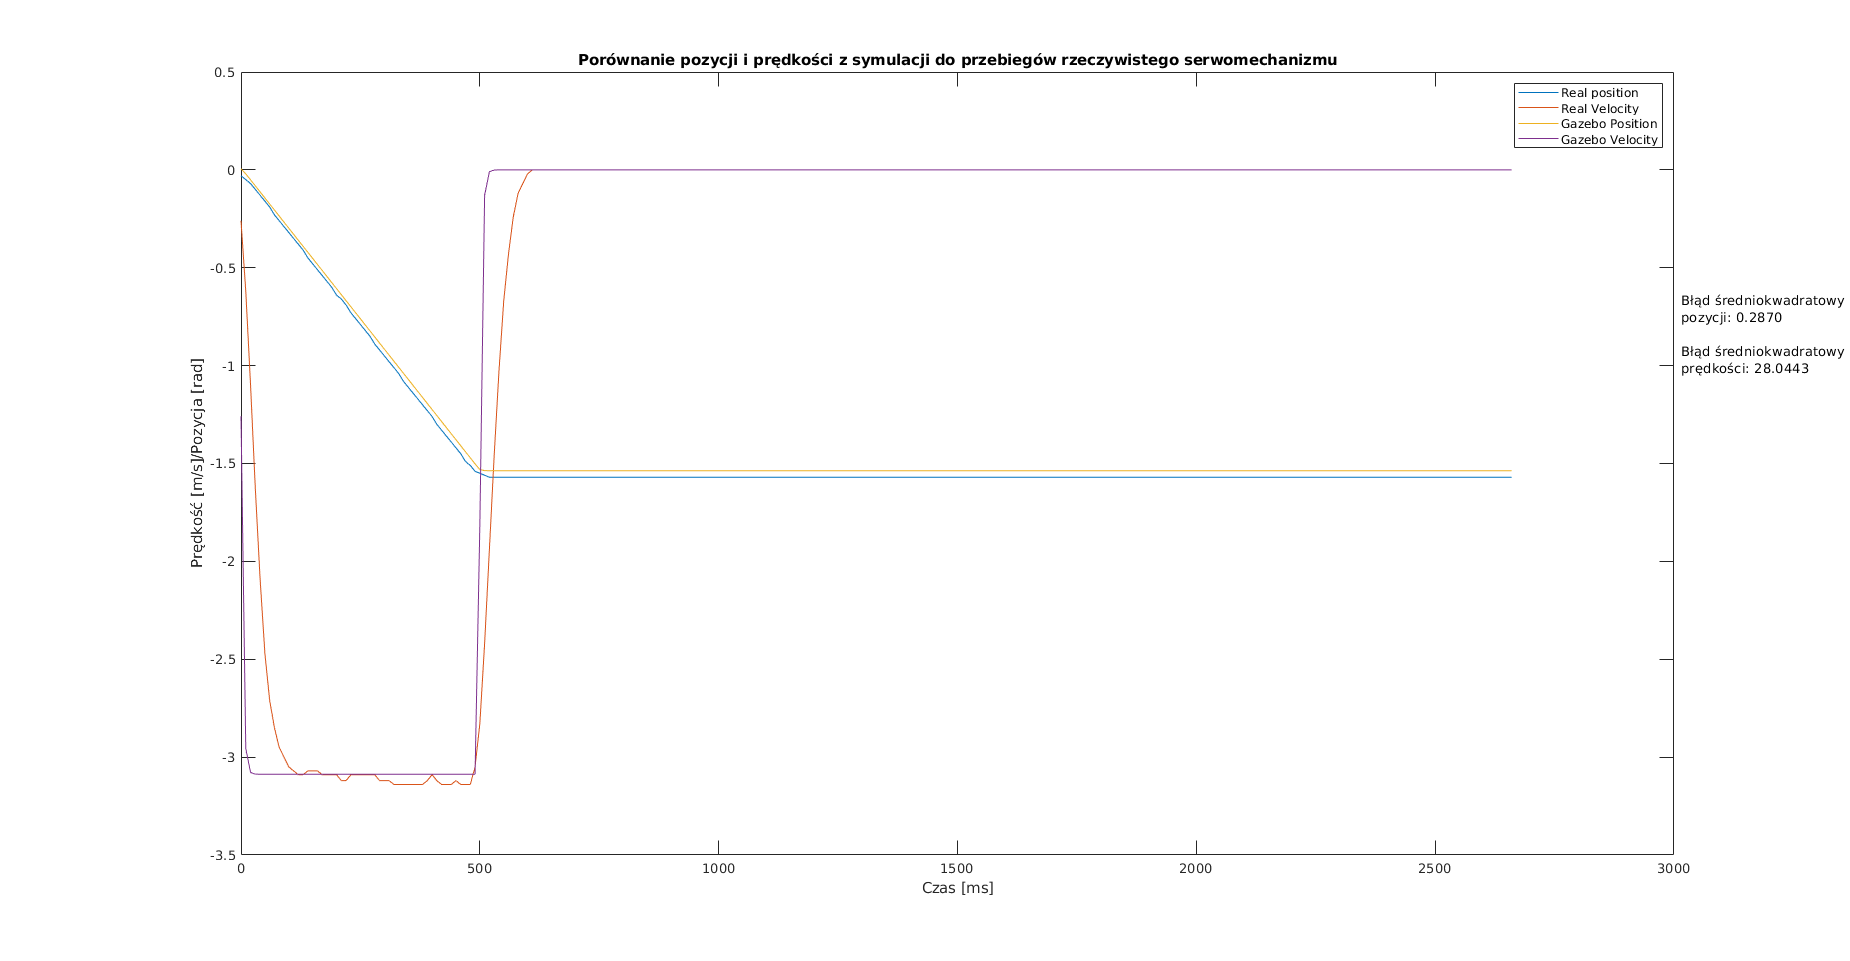 Porównanie pozycji i prędkości z symulacji do przebiegów rzeczywistego serwomechanizmu
Real position
Real Velocity
Gazebo Position
Gazebo Velocity
0.5
0
-0.5
-1
-1.5
-2
-2.5
-3
-3.5
Prędkość [m/s]/Pozycja [rad]
0 500 1000 1500 2000 2500 3000
Czas [ms]
Błąd średniokwadratowy
pozycji: 0.2870
Błąd średniokwadratowy
prędkości: 28.0443